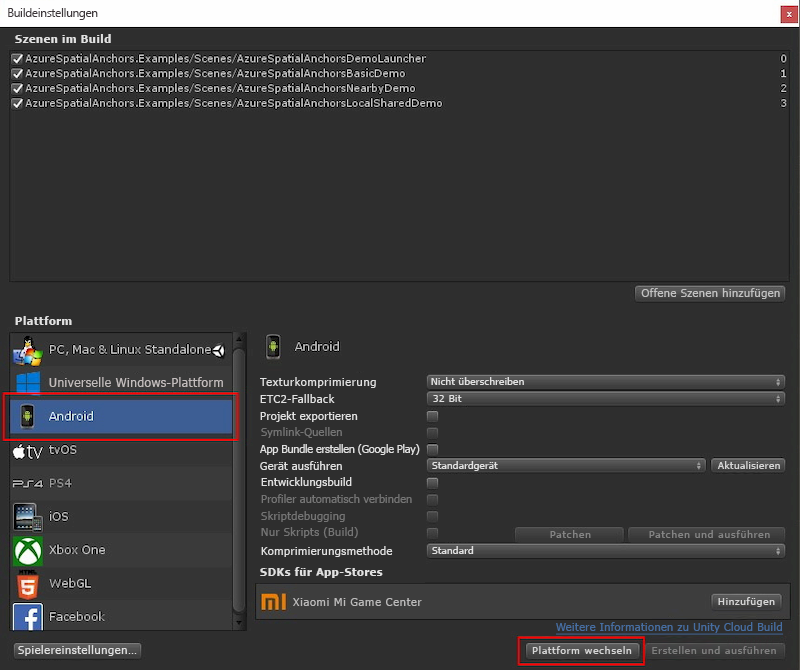 Buildeinstellungen
x
Szenen im Build
AzureSpatialAnchors.Examples/Scenes/AzureSpatialAnchorsDemoLauncher 0
AzureSpatialAnchors.Examples/Scenes/AzureSpatialAnchorsBasicDemo 1
AzureSpatialAnchors.Examples/Scenes/AzureSpatialAnchorsNearbyDemo 2
AzureSpatialAnchors.Examples/Scenes/AzureSpatialAnchorsLocalSharedDemo 3
Offene Szenen hinzufügen
Plattform
PC, Mac & Linux Standalone
Universelle Windows-Plattform
Android
tv tvOS
PS4 PS4
iOS
Xbox One
HTML 5 WebGL
f Facebook
Spielereinstellungen...
Android
Texturkomprimierung Nicht überschreiben
ETC2-Fallback 32 Bit
Projekt exportieren
Symlink-Quellen
App Bundle erstellen (Google Play)
Gerät ausführen Standardgerät Aktualisieren
Entwicklungsbuild
Profiler automatisch verbinden
Skriptdebugging
Nur Skripts (Build) Patchen Patchen und ausführen
Komprimierungsmethode Standard
SDKs für App-Stores
MI Xiaomi Mi Game Center Hinzufügen
Weitere Informationen zu Unity Cloud Build
Plattform wechseln Erstellen und ausführen